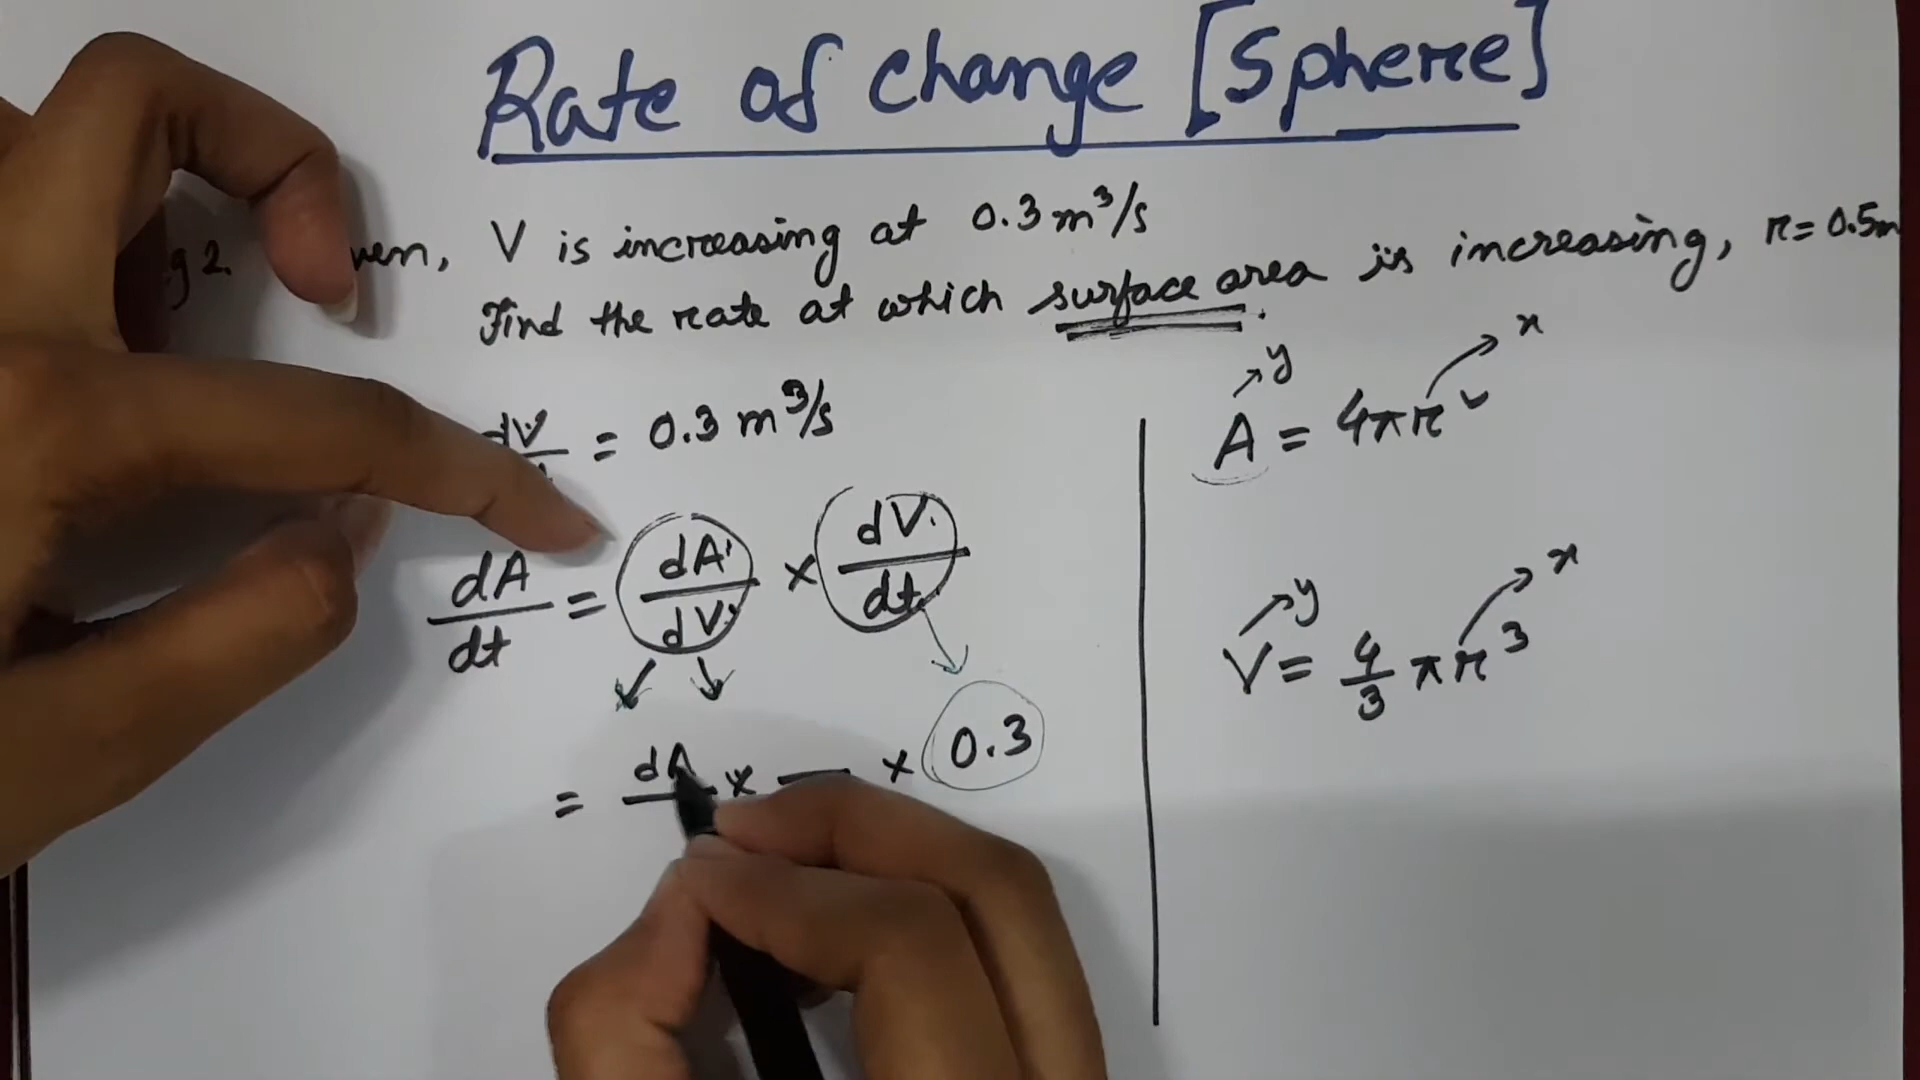 Rate of change [Sphere]
g 2. ven, V is increasing at 0.3 m³/s
Find the rate at which surface area is increasing, r = 0.5m
dV = 0.3 m³/s
dA/dt = dA/dV × dV/dt
= dA × — × 0.3
A = 4πr²
y
x
V = 4/3 πr³
y
x